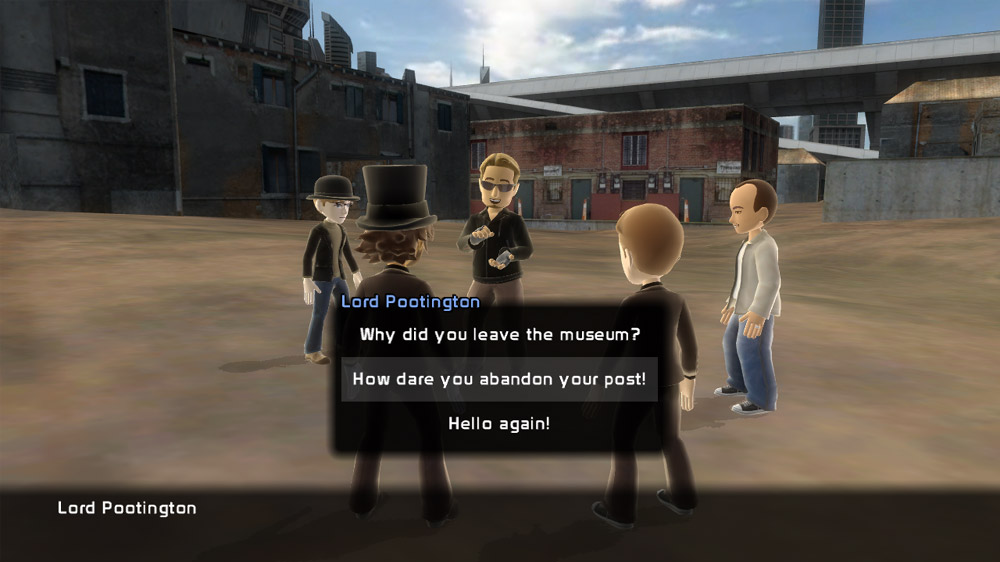 Lord Pootington
Why did you leave the museum?
How dare you abandon your post!
Hello again!
Lord Pootington